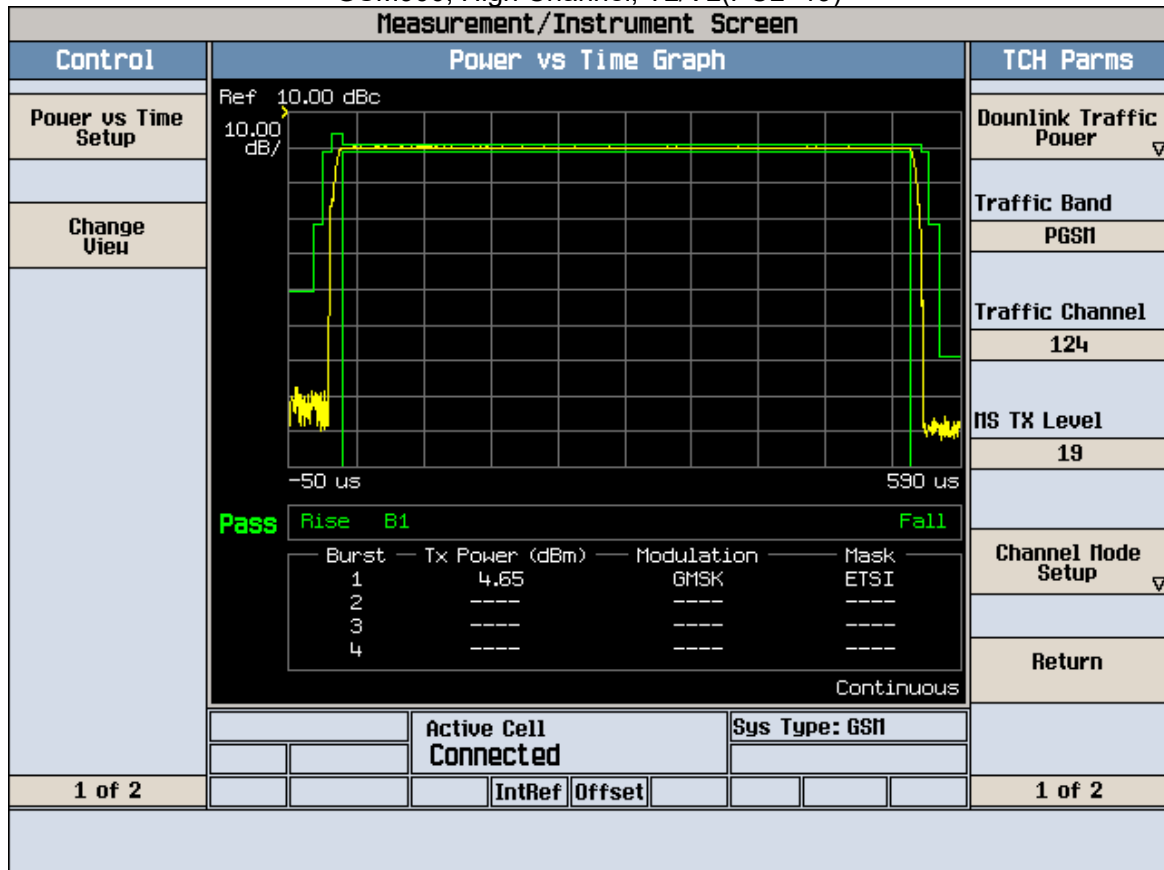 Measurement/Instrument Screen
Control
Power vs Time Graph
TCH Parms
Power vs Time
Setup
Change
View
1 of 2
Ref 10.00 dBc
10.00
dB/
-50 us
590 us
Pass
Rise B1 Fall
Burst Tx Power (dBm) Modulation Mask
1 4.65 GMSK ETSI
2 ---- ---- ----
3 ---- ---- ----
4 ---- ---- ----
Continuous
Active Cell
Connected
Sys Type: GSM
IntRef Offset
Downlink Traffic
Power
Traffic Band
PGSM
Traffic Channel
124
MS TX Level
19
Channel Mode
Setup
Return
1 of 2